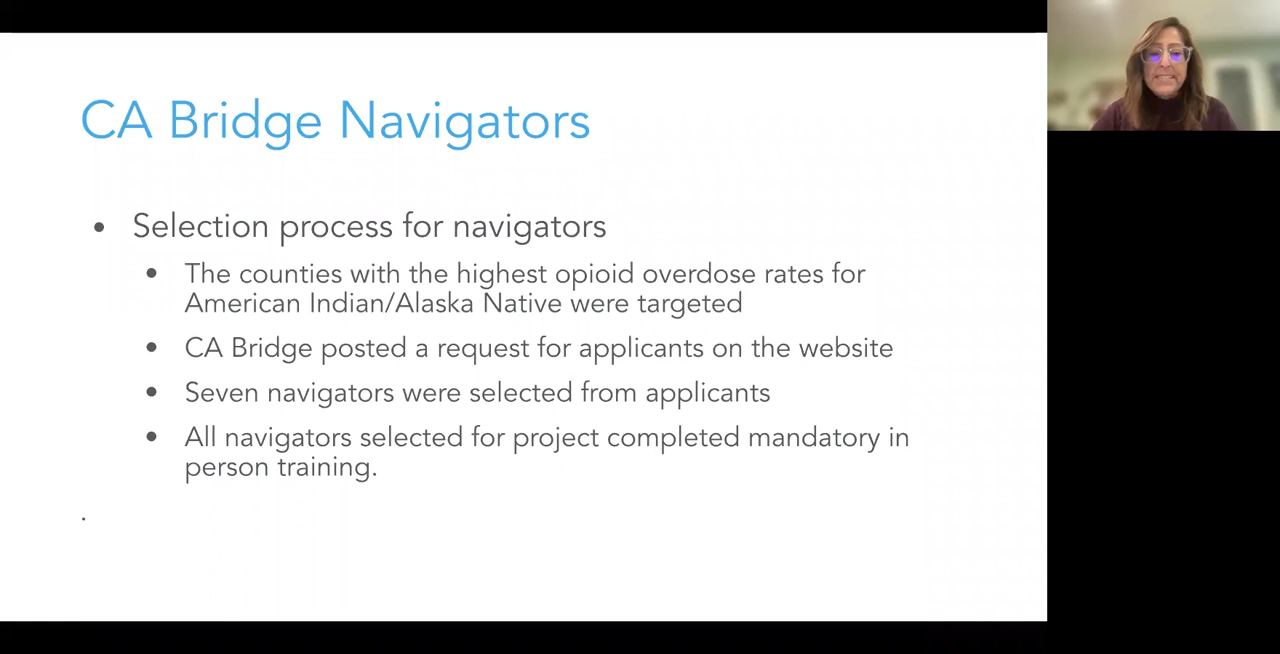 CA Bridge Navigators
• Selection process for navigators
• The counties with the highest opioid overdose rates for
American Indian/Alaska Native were targeted
• CA Bridge posted a request for applicants on the website
• Seven navigators were selected from applicants
• All navigators selected for project completed mandatory in
person training.
.